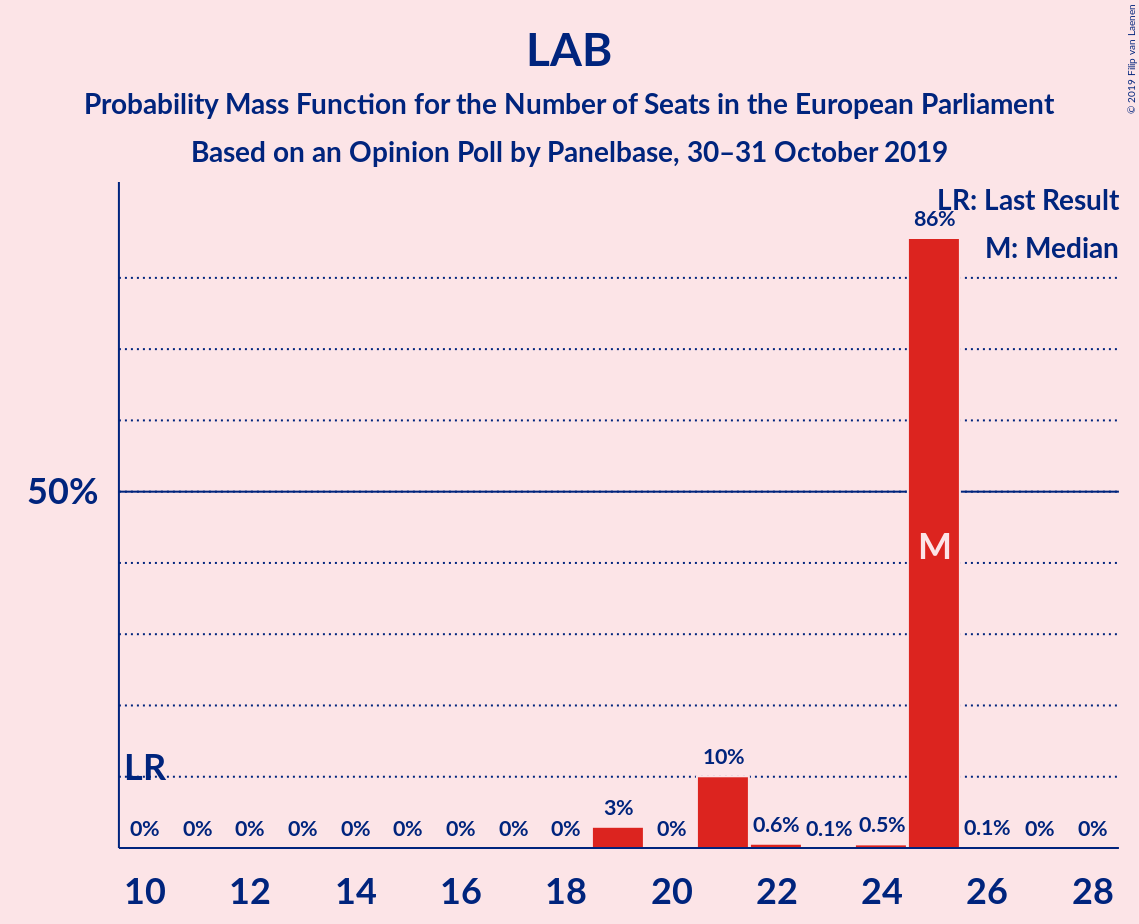 LAB
Probability Mass Function for the Number of Seats in the European Parliament
Based on an Opinion Poll by Panelbase, 30–31 October 2019
© 2019 Filip van Laenen
LR: Last Result
M: Median
86%
50%
M
LR
0% 0% 0% 0% 0% 0% 0% 0% 0% 3% 0% 10% 0.6% 0.1% 0.5% 0.1% 0% 0%
10 12 14 16 18 20 22 24 26 28